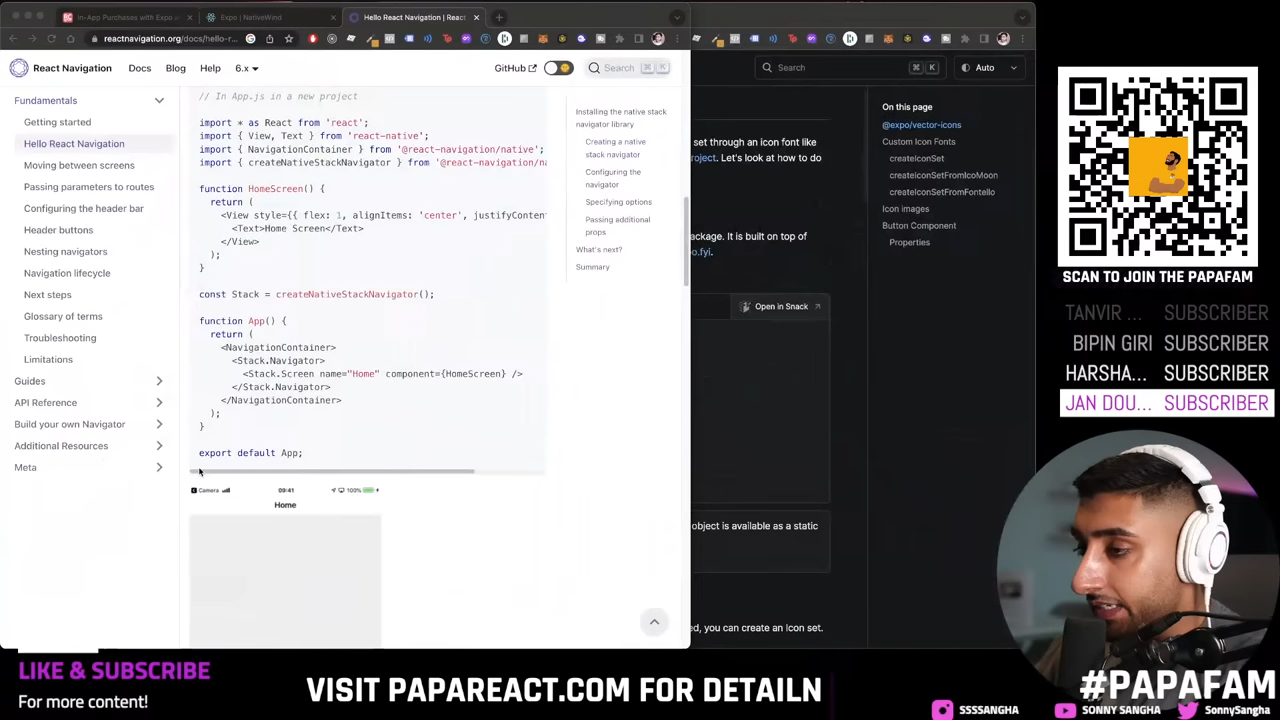 In-App Purchases with Expo a
Expo | NativeWind
Hello React Navigation | Reac
reactnavigation.org/docs/hello-r...
React Navigation
Docs
Blog
Help
6.x
GitHub
Search
⌘ K
Fundamentals
Getting started
Hello React Navigation
Moving between screens
Passing parameters to routes
Configuring the header bar
Header buttons
Nesting navigators
Navigation lifecycle
Next steps
Glossary of terms
Troubleshooting
Limitations
Guides
API Reference
Build your own Navigator
Additional Resources
Meta
// In App.js in a new project
import * as React from 'react';
import { View, Text } from 'react-native';
import { NavigationContainer } from '@react-navigation/native';
import { createNativeStackNavigator } from '@react-navigation/na
function HomeScreen() {
return (
<View style={{ flex: 1, alignItems: 'center', justifyContent
<Text>Home Screen</Text>
</View>
);
}
const Stack = createNativeStackNavigator();
function App() {
return (
<NavigationContainer>
<Stack.Navigator>
<Stack.Screen name="Home" component={HomeScreen} />
</Stack.Navigator>
</NavigationContainer>
);
}
export default App;
Camera
09:41
100%
Home
Installing the native stack
navigator library
Creating a native
stack navigator
Configuring the
navigator
Specifying options
Passing additional
props
What's next?
Summary
Search
⌘ K
Auto
set through an icon font like
roject. Let's look at how to do
ackage. It is built on top of
o.fyi.
Open in Snack
object is available as a static
ed, you can create an Icon set.
On this page
@expo/vector-icons
Custom Icon Fonts
createIconSet
createIconSetFromIcoMoon
createIconSetFromFontello
Icon images
Button Component
Properties
SCAN TO JOIN THE PAPAFAM
TANVIR ... SUBSCRIBER
BIPIN GIRI SUBSCRIBER
HARSHA... SUBSCRIBER
JAN DOU... SUBSCRIBER
LIKE & SUBSCRIBE
For more content!
VISIT PAPAREACT.COM FOR DETAILN
#PAPAFAM
SSSSANGHA
SONNY SANGHA
SONNYSANGHA